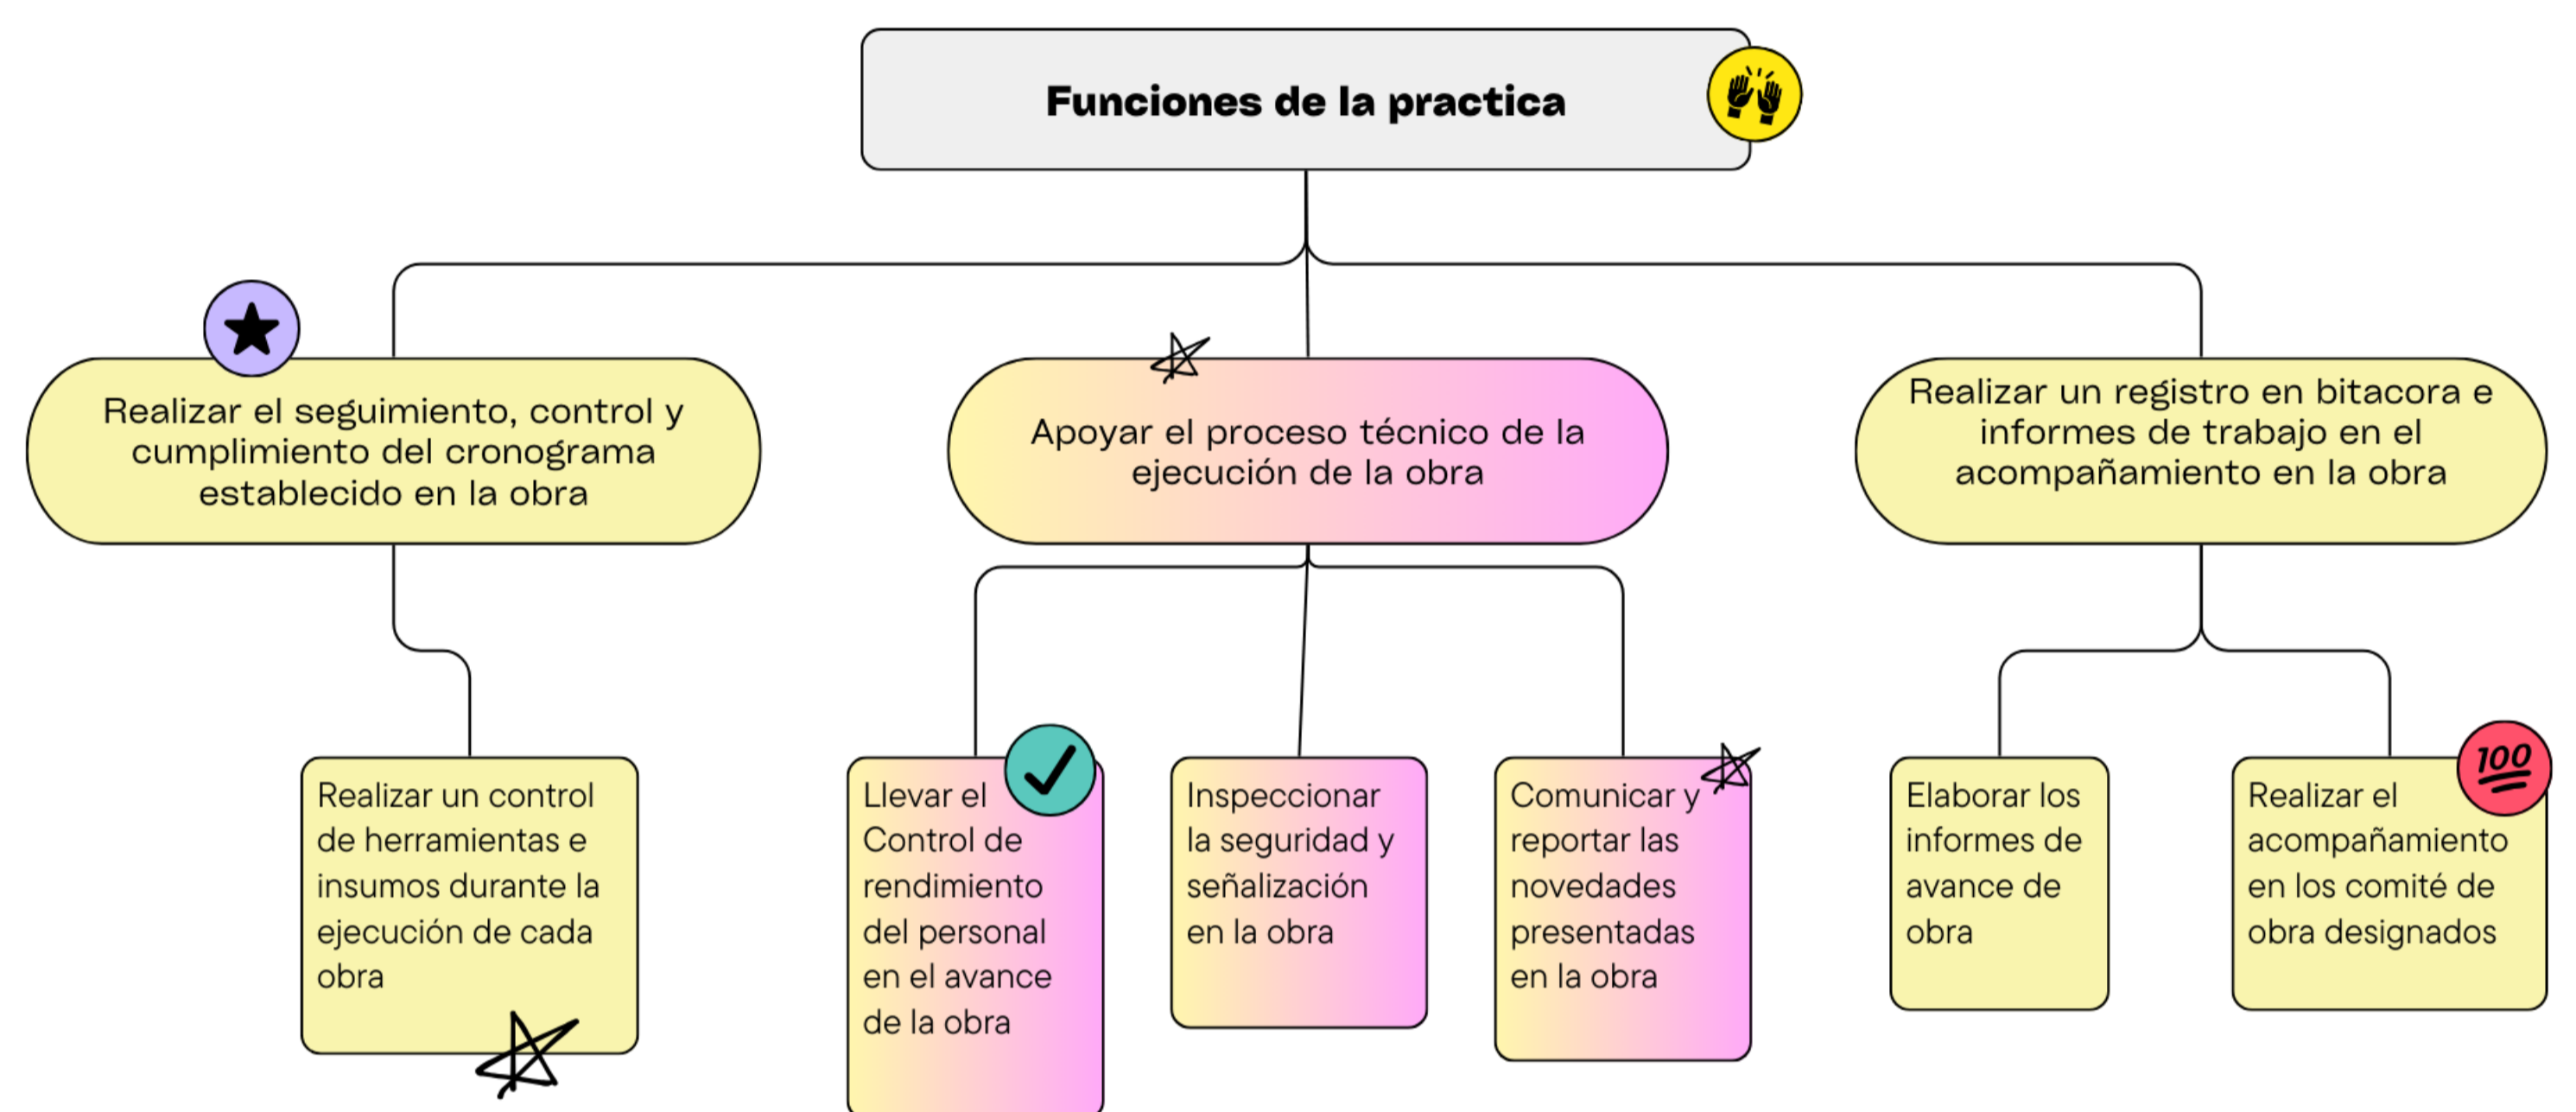 Funciones de la practica
Realizar el seguimiento, control y
cumplimiento del cronograma
establecido en la obra
Apoyar el proceso técnico de la
ejecución de la obra
Realizar un registro en bitacora e
informes de trabajo en el
acompañamiento en la obra
Realizar un control
de herramientas e
insumos durante la
ejecución de cada
obra
Llevar el
Control de
rendimiento
del personal
en el avance
de la obra
Inspeccionar
la seguridad y
señalización
en la obra
Comunicar y
reportar las
novedades
presentadas
en la obra
Elaborar los
informes de
avance de
obra
100
Realizar el
acompañamiento
en los comité de
obra designados